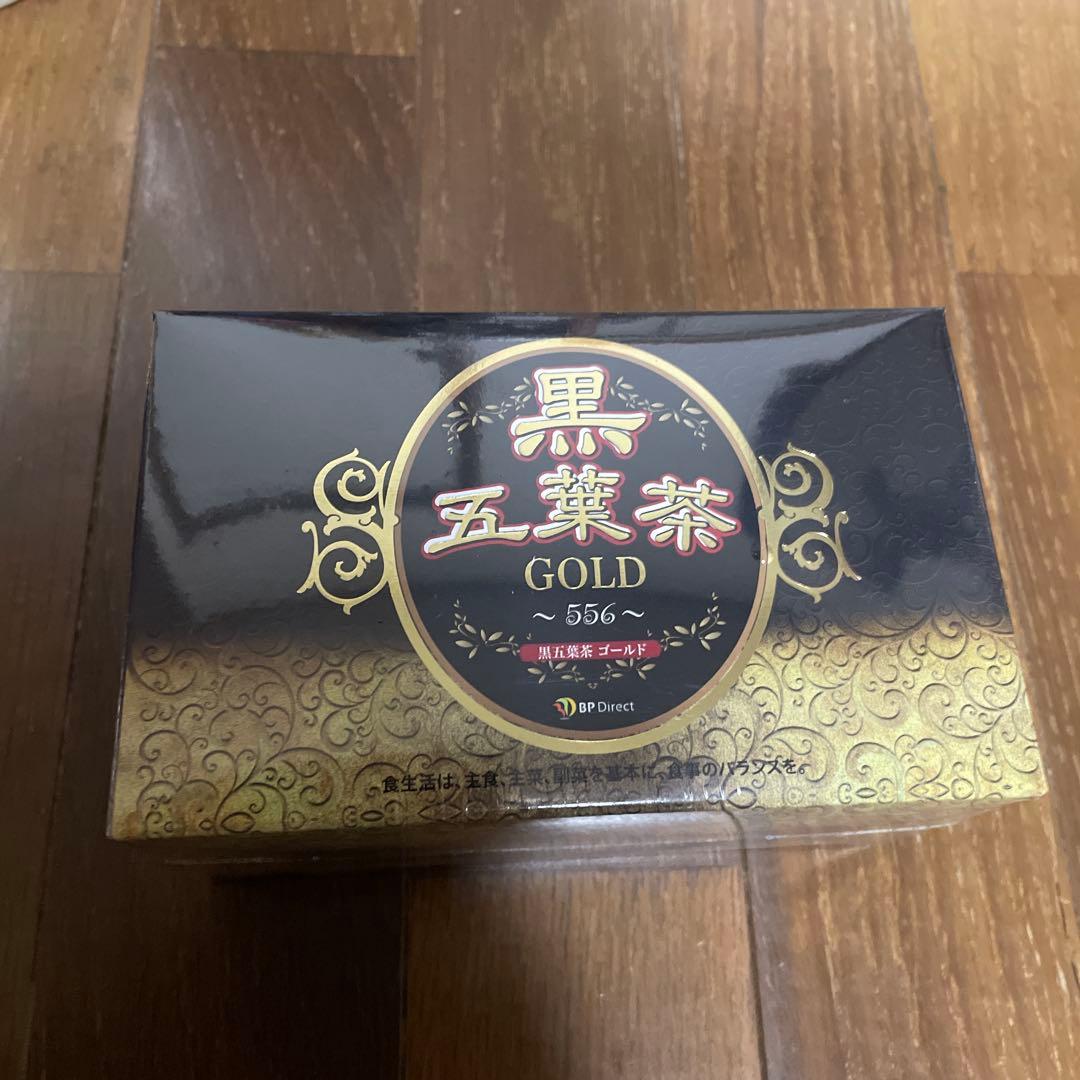 黒
五葉茶
GOLD
～556～
黒五葉茶 ゴールド
BP Direct
食生活は、主食、主菜、副菜を基本に、食事のバランスを。